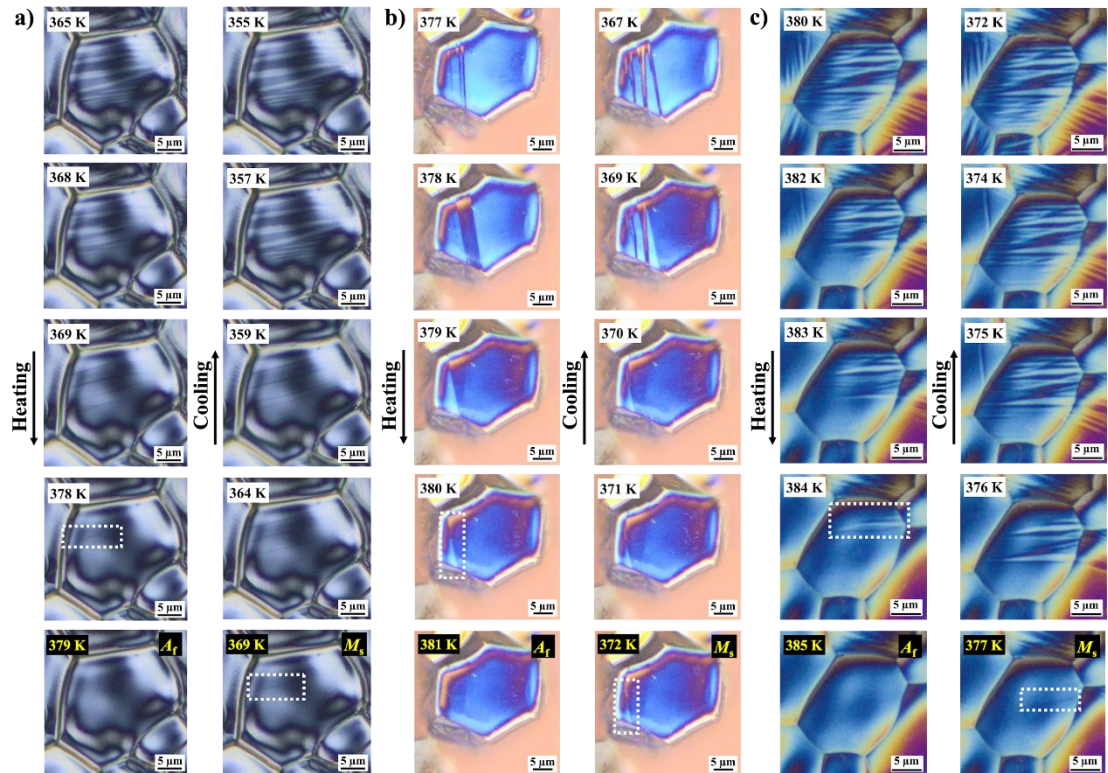 a)
365 K
5 µm
355 K
5 µm
368 K
5 µm
357 K
5 µm
Heating
369 K
5 µm
Cooling
359 K
5 µm
378 K
5 µm
364 K
5 µm
379 K
Af
5 µm
369 K
Ms
5 µm
b)
377 K
5 µm
367 K
5 µm
378 K
5 µm
369 K
5 µm
Heating
379 K
5 µm
Cooling
370 K
5 µm
380 K
5 µm
371 K
5 µm
381 K
Af
5 µm
372 K
Ms
5 µm
c)
380 K
5 µm
372 K
5 µm
382 K
5 µm
374 K
5 µm
Heating
383 K
5 µm
Cooling
375 K
5 µm
384 K
5 µm
376 K
5 µm
385 K
Af
5 µm
377 K
Ms
5 µm